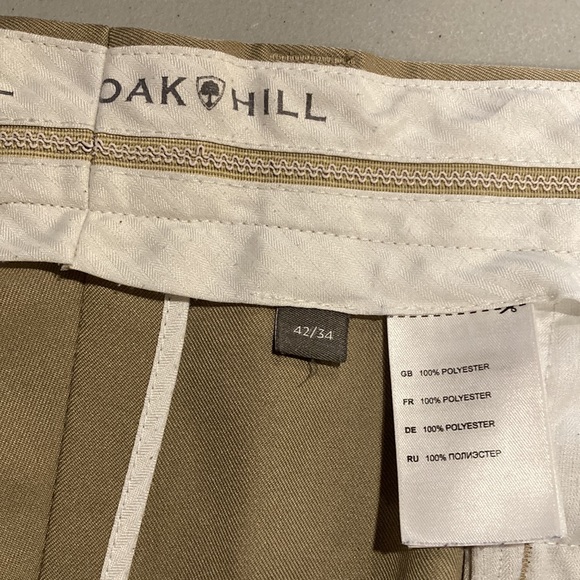 L OAK HILL
42/34
GB 100% POLYESTER
FR 100% POLYESTER
DE 100% POLYESTER
RU 100% ПОЛИЭСТЕР